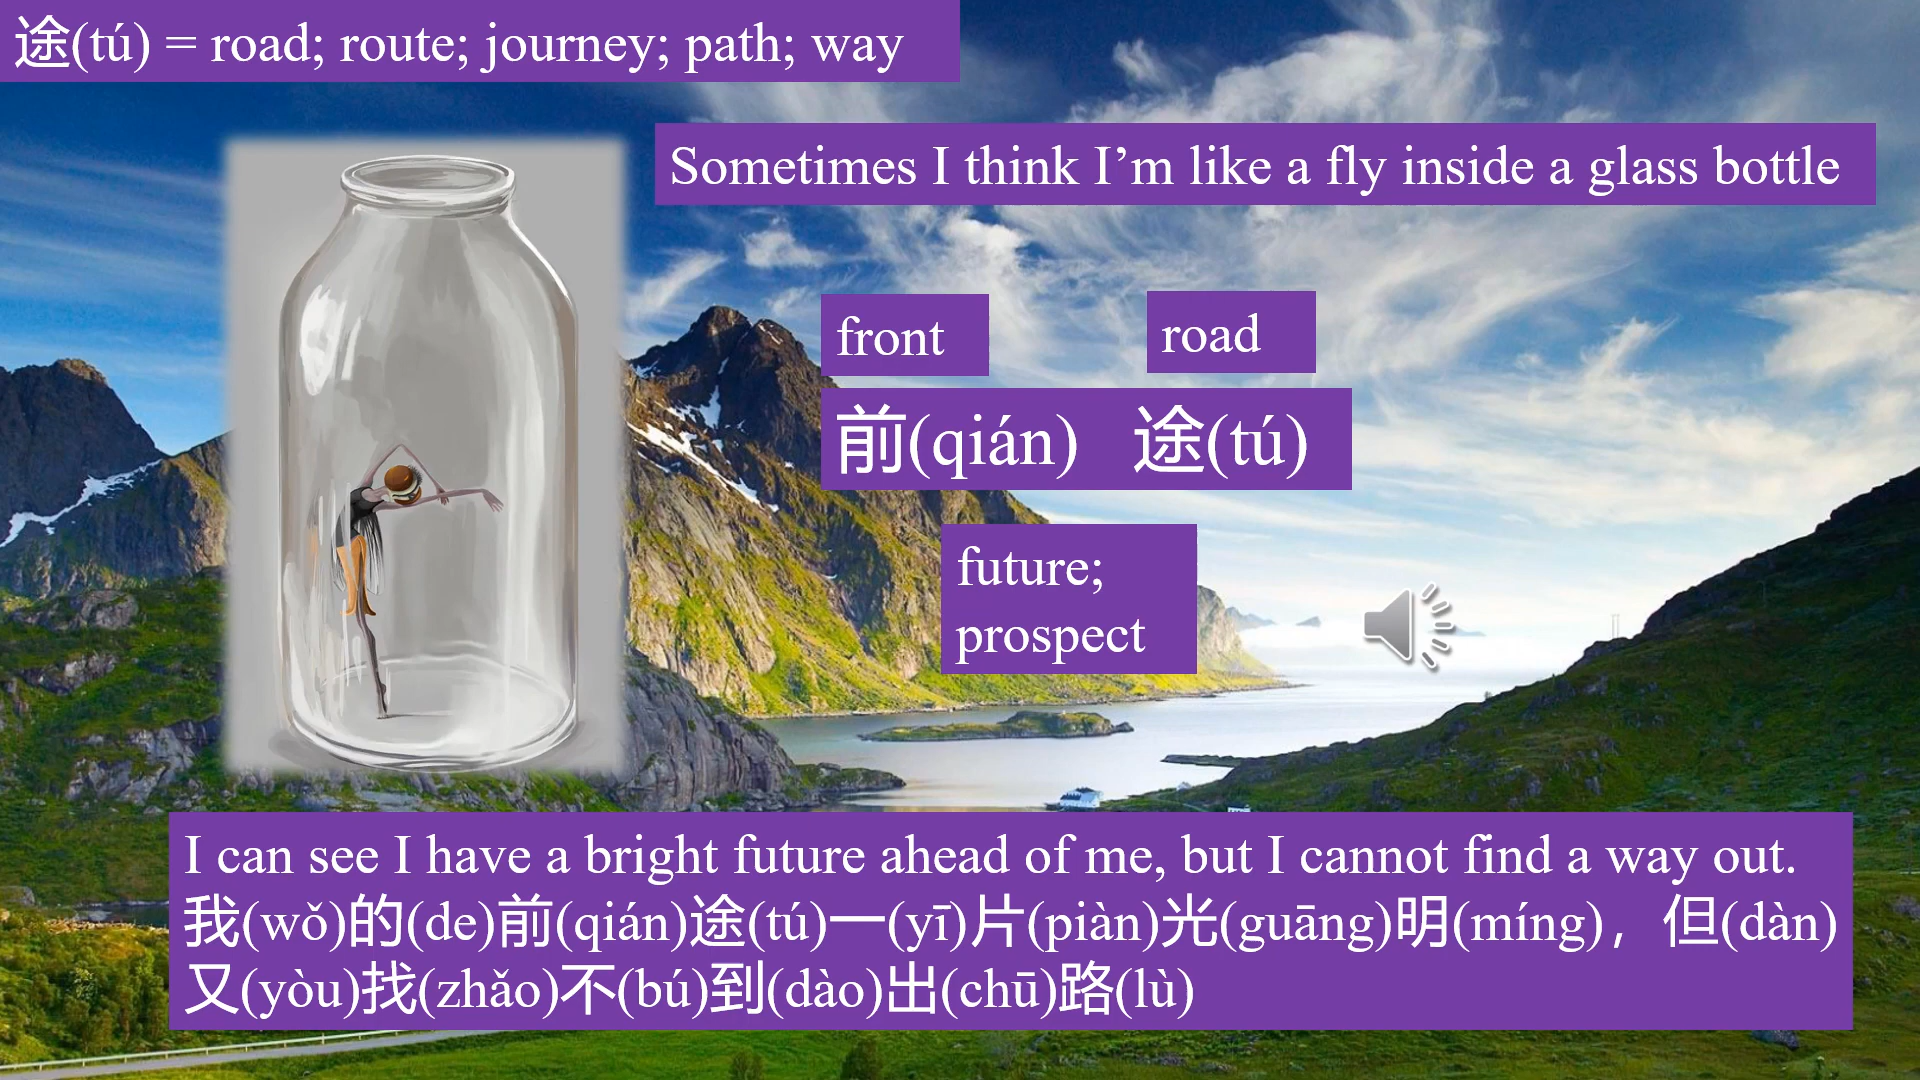 途(tú) = road; route; journey; path; way
Sometimes I think I’m like a fly inside a glass bottle
front road
前(qián) 途(tú)
future;
prospect
I can see I have a bright future ahead of me, but I cannot find a way out.
我(wǒ)的(de)前(qián)途(tú)一(yī)片(piàn)光(guāng)明(míng)，但(dàn)
又(yòu)找(zhǎo)不(bú)到(dào)出(chū)路(lù)